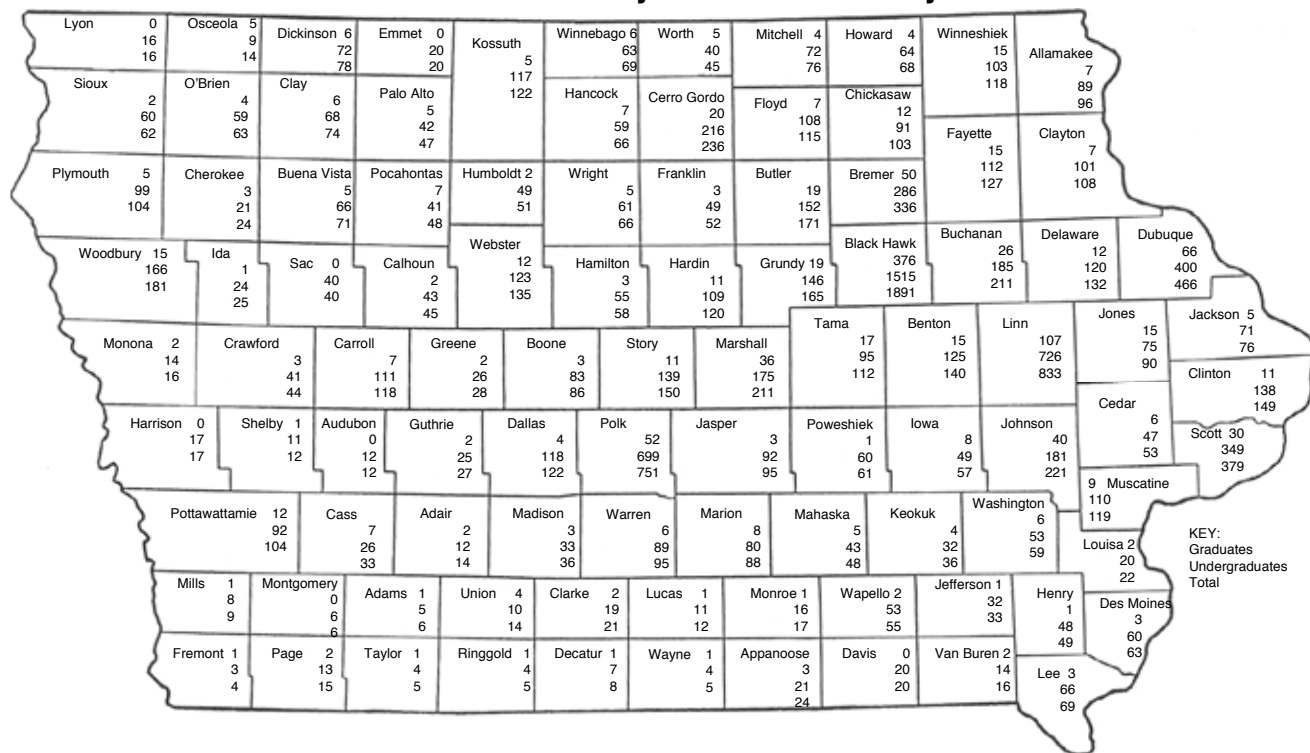 Lyon 0
16
16
Osceola 5
9
14
Dickinson 6
72
78
Emmet 0
20
20
Kossuth
5
117
122
Winnebago 6
63
69
Worth 5
40
45
Mitchell 4
72
76
Howard 4
64
68
Winneshiek
15
103
118
Allamakee
7
89
96
Sioux
2
60
62
O'Brien
4
59
63
Clay
6
68
74
Palo Alto
5
42
47
Hancock
7
59
66
Cerro Gordo
20
216
236
Floyd 7
108
115
Chickasaw
12
91
103
Fayette
15
112
127
Clayton
7
101
108
Plymouth 5
99
104
Cherokee
3
21
24
Buena Vista
5
66
71
Pocahontas
7
41
48
Humboldt 2
49
51
Wright
5
61
66
Franklin
3
49
52
Butler
19
152
171
Bremer 50
286
336
Woodbury 15
166
181
Ida
1
24
25
Sac 0
40
40
Calhoun
2
43
45
Webster
12
123
135
Hamilton
3
55
58
Hardin
11
109
120
Grundy 19
146
165
Black Hawk
376
1515
1891
Buchanan
26
185
211
Delaware
12
120
132
Dubuque
66
400
466
Monona 2
14
16
Crawford
3
41
44
Carroll
7
111
118
Greene
2
26
28
Boone
3
83
86
Story
11
139
150
Marshall
36
175
211
Tama
17
95
112
Benton
15
125
140
Linn
107
726
833
Jones
15
75
90
Jackson 5
71
76
Clinton
11
138
149
Harrison 0
17
17
Shelby 1
11
12
Audubon
0
12
12
Guthrie
2
25
27
Dallas
4
118
122
Polk
52
699
751
Jasper
3
92
95
Poweshiek
1
60
61
Iowa
8
49
57
Johnson
40
181
221
Cedar
6
47
53
Scott 30
349
379
9 Muscatine
110
119
Pottawattamie 12
92
104
Cass
7
26
33
Adair
2
12
14
Madison
3
33
36
Warren
6
89
95
Marion
8
80
88
Mahaska
5
43
48
Keokuk
4
32
36
Washington
6
53
59
Louisa 2
20
22
KEY:
Graduates
Undergraduates
Total
Mills 1
8
9
Montgomery
0
6
6
Adams 1
5
6
Union 4
10
14
Clarke 2
19
21
Lucas 1
11
12
Monroe 1
16
17
Wapello 2
53
55
Jefferson 1
32
33
Henry
1
48
49
Des Moines
3
60
63
Fremont 1
3
4
Page 2
13
15
Taylor 1
4
5
Ringgold 1
4
5
Decatur 1
7
8
Wayne 1
4
5
Appanoose
3
21
24
Davis 0
20
20
Van Buren 2
14
16
Lee 3
66
69